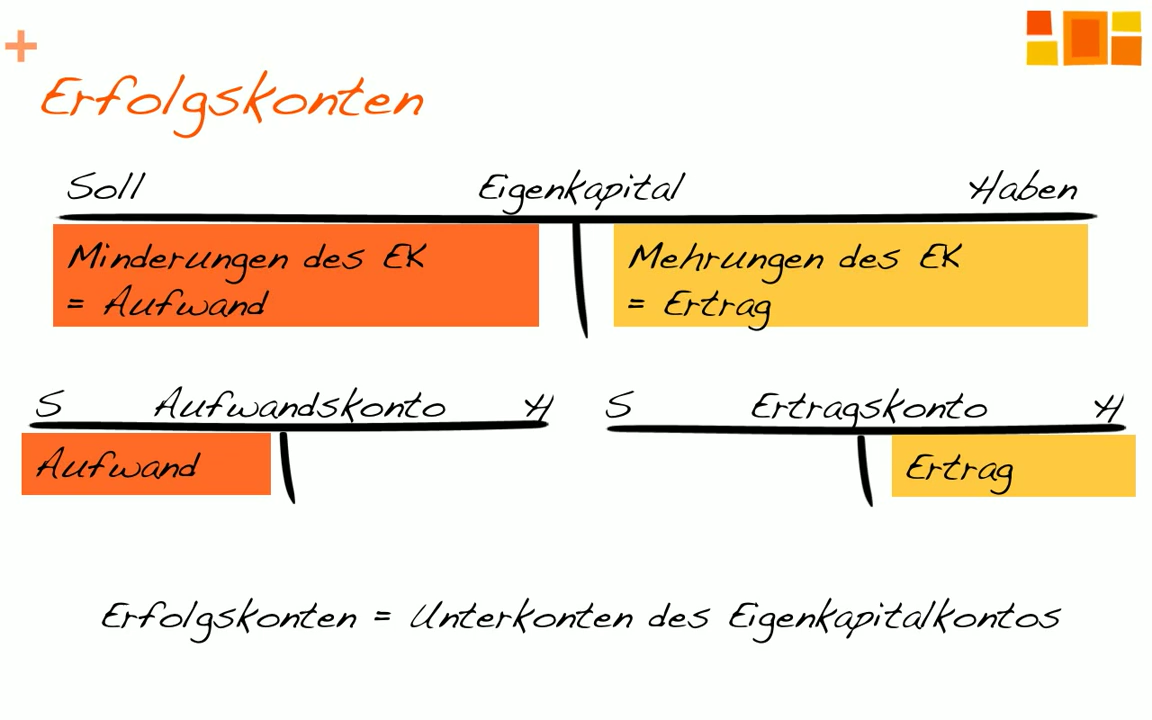 +
Erfolgskonten
Soll Eigenkapital Haben
Minderungen des EK
= Aufwand
Mehrungen des EK
= Ertrag
S Aufwandskonto H
Aufwand
S Ertragskonto H
Ertrag
Erfolgskonten = Unterkonten des Eigenkapitalkontos